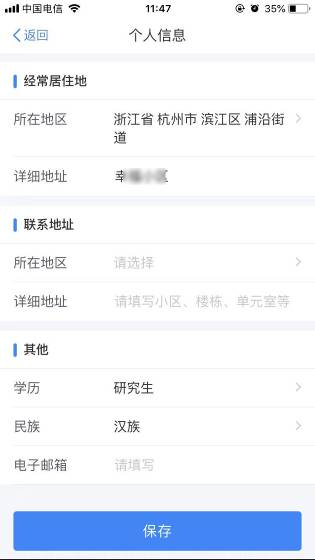 中国电信 11:47 35%
返回 个人信息
经常居住地
所在地区 浙江省 杭州市 滨江区 浦沿街
道
详细地址 幸
联系地址
所在地区 请选择
详细地址 请填写小区、楼栋、单元室等
其他
学历 研究生
民族 汉族
电子邮箱 请填写
保存